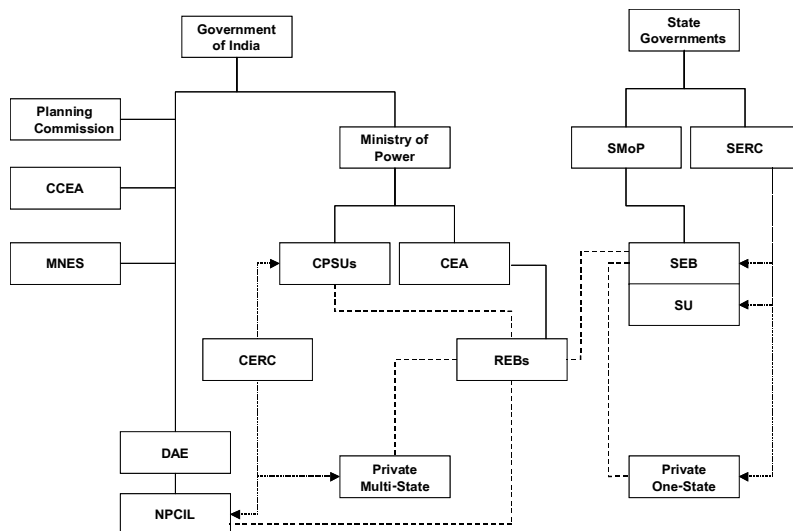 Government
of India
State
Governments
Planning
Commission
Ministry of
Power
SMoP
SERC
CCEA
MNES
CPSUs
CEA
SEB
SU
CERC
REBs
DAE
Private
Multi-State
Private
One-State
NPCIL